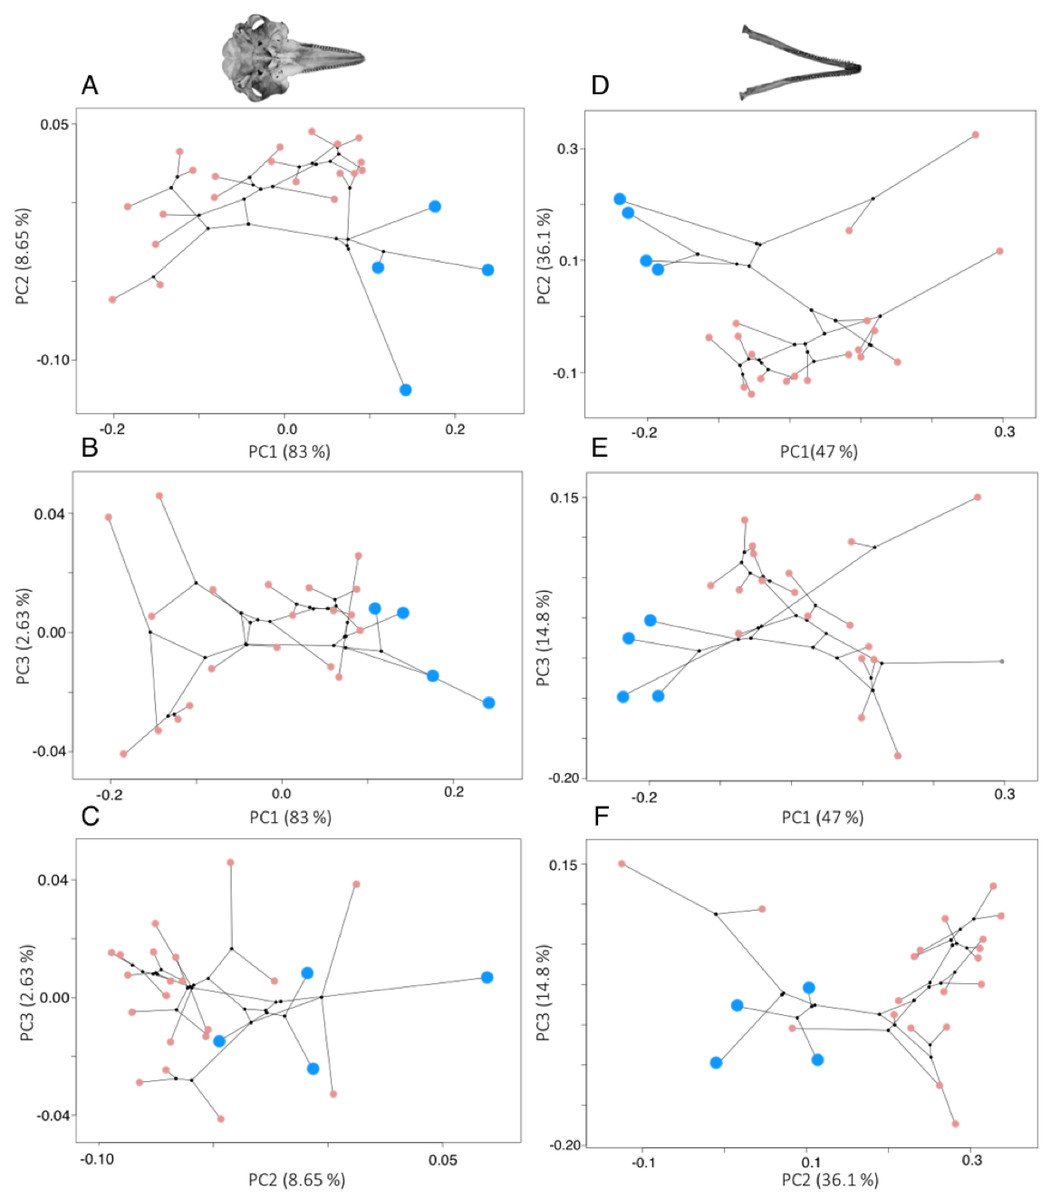 A
0.05
PC2 (8.65 %)
-0.10
-0.2
0.0
0.2
PC1 (83 %)
D
0.3
0.1
PC2 (36.1 %)
-0.1
-0.2
0.3
PC1(47 %)
B
0.04
0.00
PC3 (2.63 %)
-0.04
-0.2
0.0
0.2
PC1 (83 %)
E
0.15
PC3 (14.8 %)
-0.20
-0.2
0.3
PC1 (47 %)
C
0.04
0.00
PC3 (2.63 %)
-0.04
-0.10
0.05
PC2 (8.65 %)
F
0.15
PC3 (14.8 %)
-0.20
-0.1
0.1
0.3
PC2 (36.1 %)